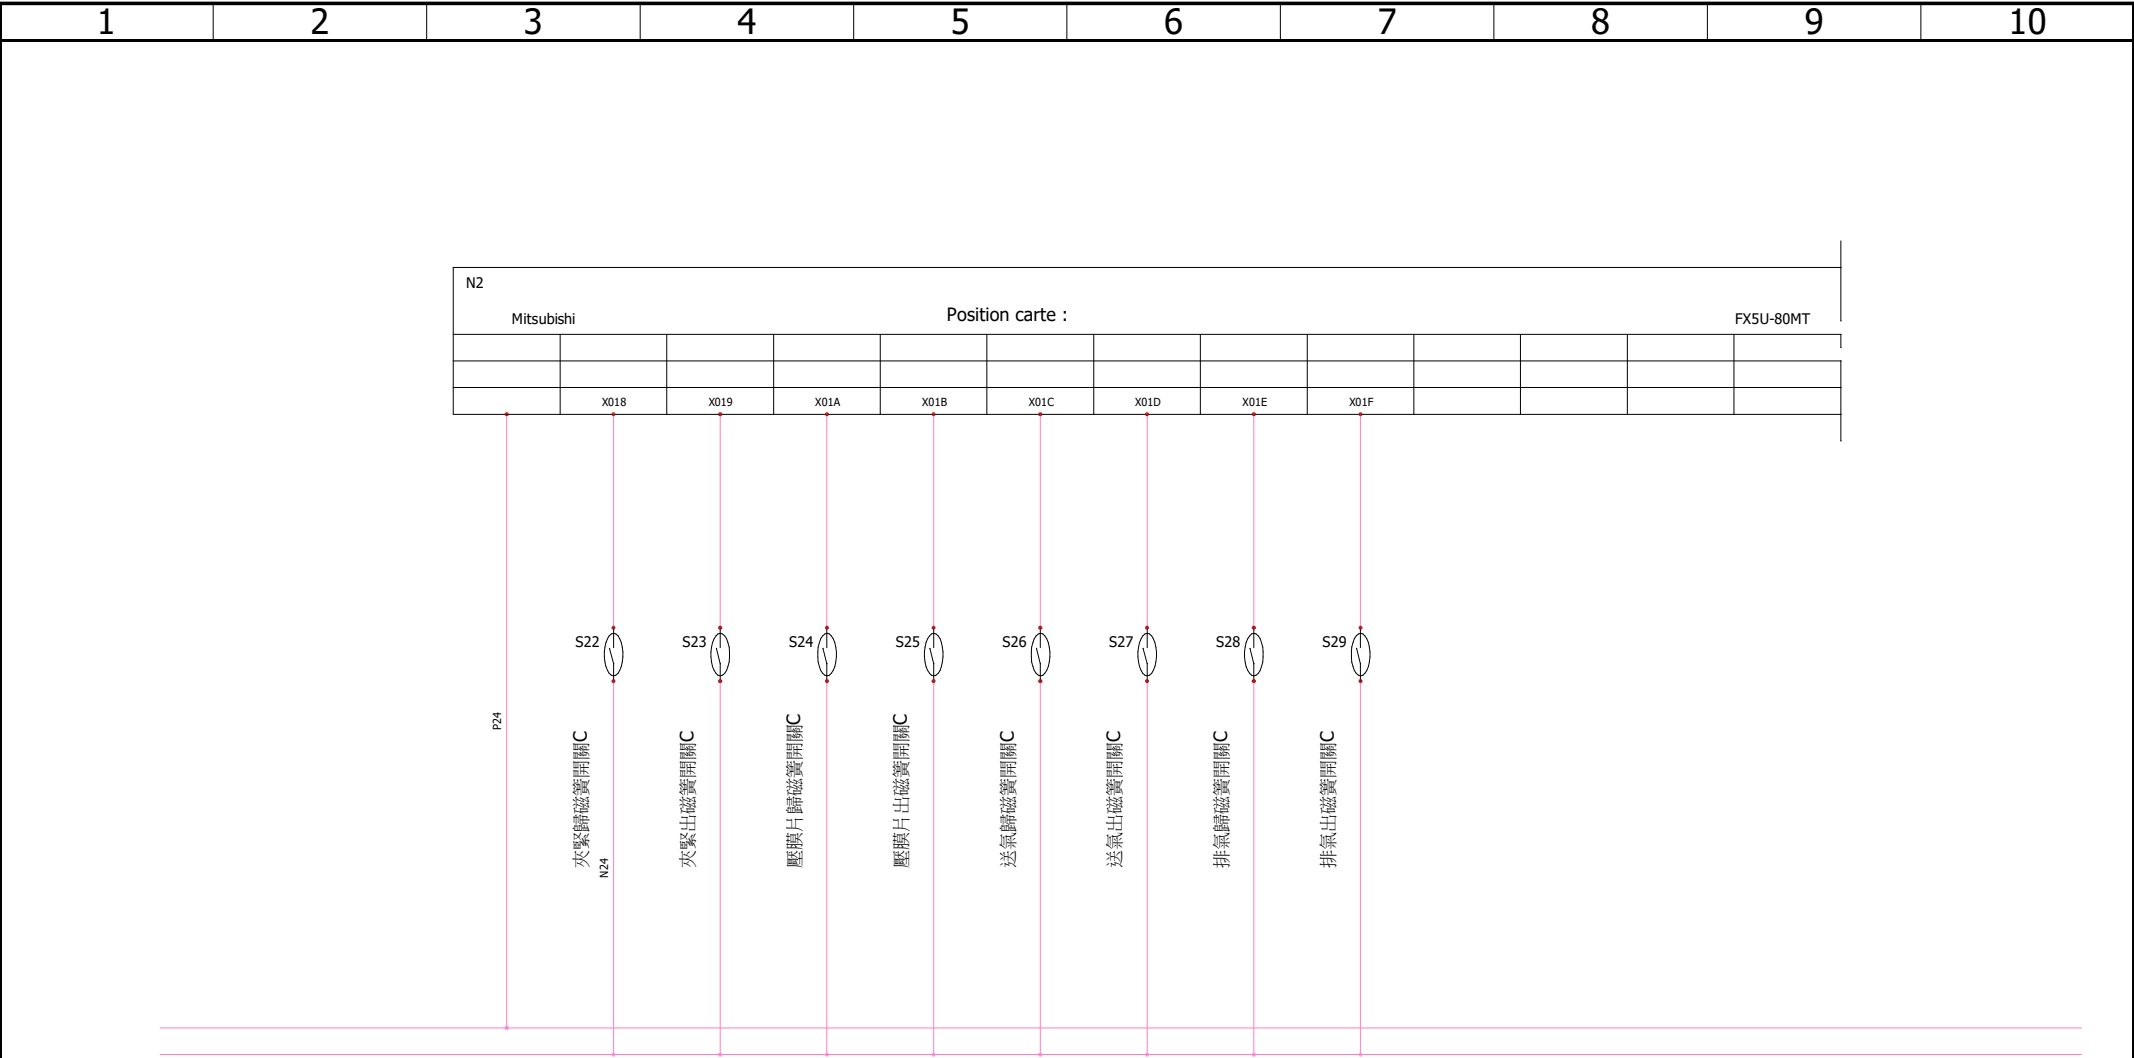 1 2 3 4 5 6 7 8 9 10
N2
Mitsubishi Position carte : FX5U-80MT
X018 X019 X01A X01B X01C X01D X01E X01F
S22 S23 S24 S25 S26 S27 S28 S29
P24
夾緊歸磁簧開關C
N24
夾緊出磁簧開關C
壓膜片歸磁簧開關C
壓膜片出磁簧開關C
送氣歸磁簧開關C
送氣出磁簧開關C
排氣歸磁簧開關C
排氣出磁簧開關C